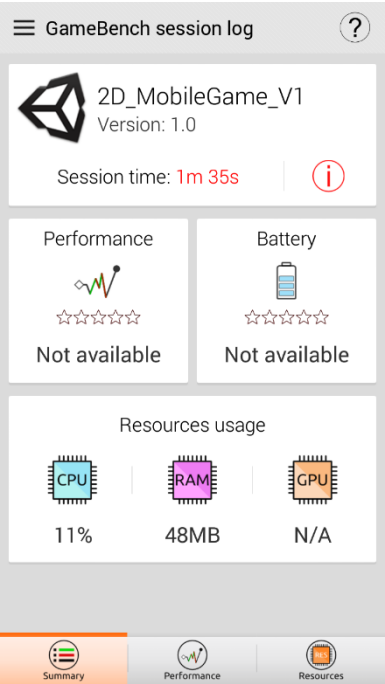 GameBench session log ?
2D_MobileGame_V1
Version: 1.0
Session time: 1m 35s i
Performance
Not available
Battery
Not available
Resources usage
CPU RAM GPU
11% 48MB N/A
Summary Performance Resources